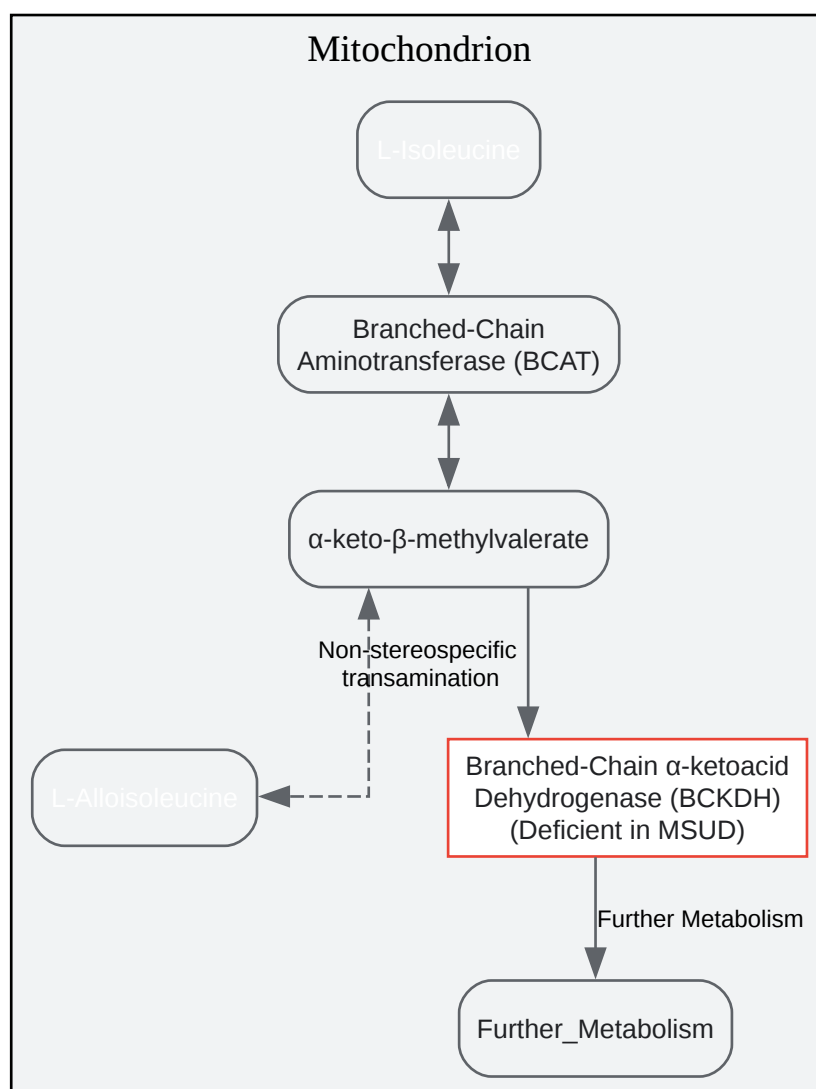 Mitochondrion
L-Isoleucine
Branched-Chain
Aminotransferase (BCAT)
α-keto-β-methylvalerate
Non-stereospecific
transamination
L-Alloisoleucine
Branched-Chain α-ketoacid
Dehydrogenase (BCKDH)
(Deficient in MSUD)
Further Metabolism
Further_Metabolism